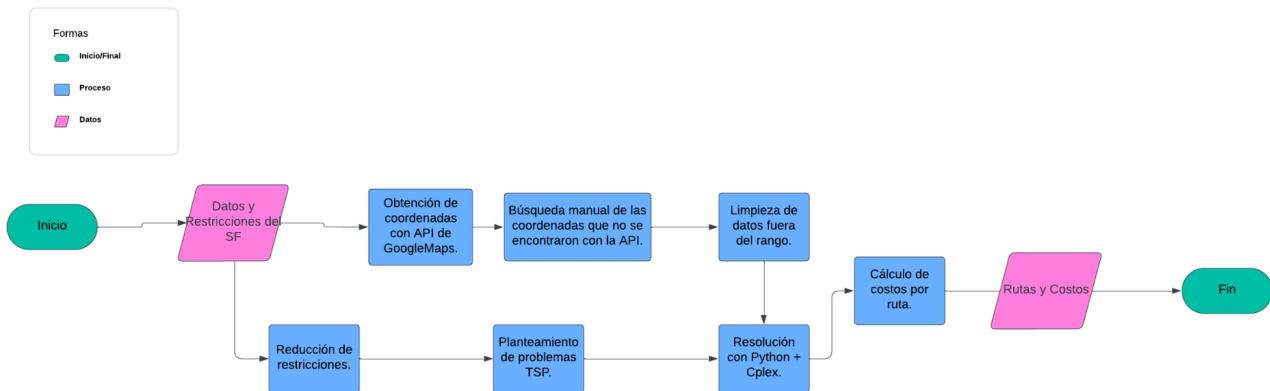 Formas
Inicio/Final
Proceso
Datos
Inicio
Datos y
Restricciones del
SF
Obtención de
coordenadas
con API de
GoogleMaps.
Búsqueda manual de las
coordenadas que no se
encontraron con la API.
Limpieza de
datos fuera
del rango.
Reducción de
restricciones.
Planteamiento
de problemas
TSP.
Resolución
con Python +
Cplex.
Cálculo de
costos por
ruta.
Rutas y Costos
Fin